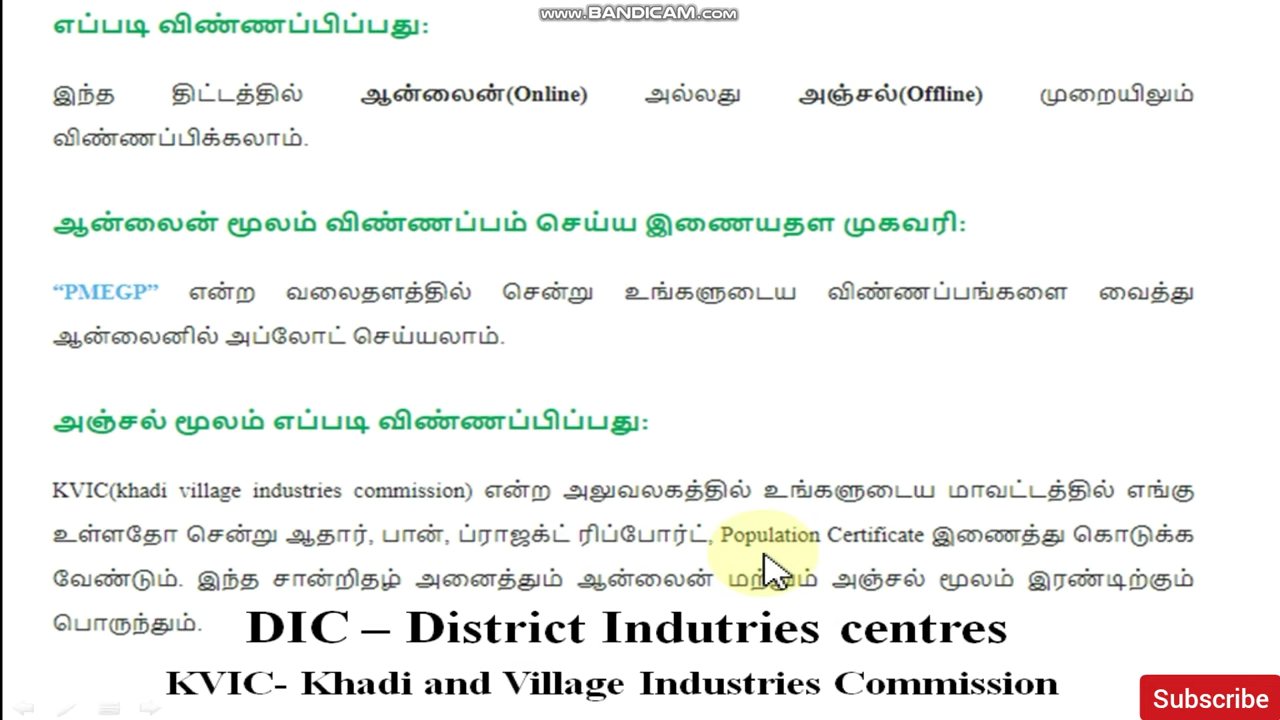 www.BANDICAM.com
எப்படி விண்ணப்பிப்பது:
இந்த திட்டத்தில் ஆன்லைன்(Online) அல்லது அஞ்சல்(Offline) முறையிலும்
விண்ணப்பிக்கலாம்.
ஆன்லைன் மூலம் விண்ணப்பம் செய்ய இணையதள முகவரி:
“PMEGP” என்ற வலைதளத்தில் சென்று உங்களுடைய விண்ணப்பங்களை வைத்து
ஆன்லைனில் அப்லோட் செய்யலாம்.
அஞ்சல் மூலம் எப்படி விண்ணப்பிப்பது:
KVIC(khadi village industries commission) என்ற அலுவலகத்தில் உங்களுடைய மாவட்டத்தில் எங்கு
உள்ளதோ சென்று ஆதார், பான், ப்ராஜக்ட் ரிப்போர்ட், Population Certificate இணைத்து கொடுக்க
வேண்டும். இந்த சான்றிதழ் அனைத்தும் ஆன்லைன் மற்றும் அஞ்சல் மூலம் இரண்டிற்கும்
பொருந்தும்.
DIC – District Indutries centres
KVIC- Khadi and Village Industries Commission
Subscribe